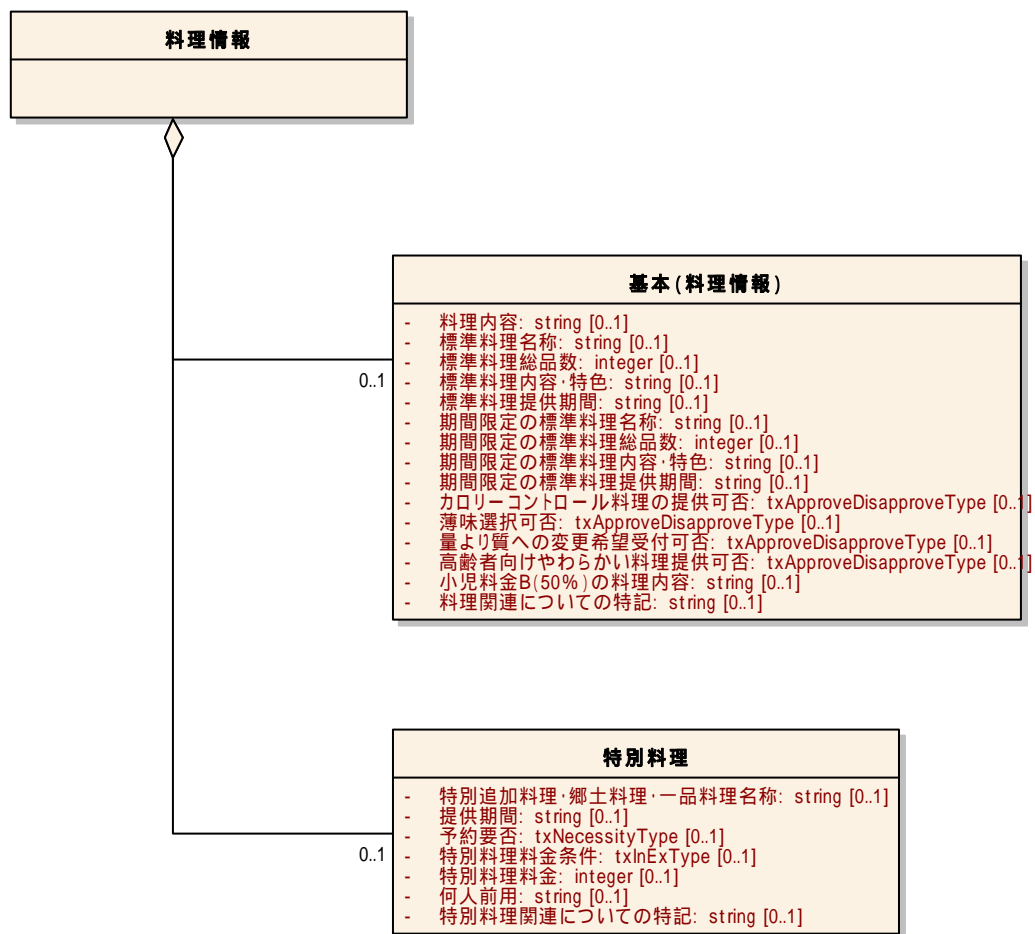 料理情報
基本(料理情報)
- 料理内容: string [0..1]
- 標準料理名称: string [0..1]
- 標準料理総品数: integer [0..1]
- 標準料理内容・特色: string [0..1]
- 標準料理提供期間: string [0..1]
- 期間限定の標準料理名称: string [0..1]
- 期間限定の標準料理総品数: integer [0..1]
- 期間限定の標準料理内容・特色: string [0..1]
- 期間限定の標準料理提供期間: string [0..1]
- カロリーコントロール料理の提供可否: txApproveDisapproveType [0..1]
- 薄味選択可否: txApproveDisapproveType [0..1]
- 量より質への変更希望受付可否: txApproveDisapproveType [0..1]
- 高齢者向けやわらかい料理提供可否: txApproveDisapproveType [0..1]
- 小児料金B(50%)の料理内容: string [0..1]
- 料理関連についての特記: string [0..1]
0..1
特別料理
- 特別追加料理・郷土料理・一品料理名称: string [0..1]
- 提供期間: string [0..1]
- 予約要否: txNecessityType [0..1]
- 特別料理料金条件: txInExType [0..1]
- 特別料理料金: integer [0..1]
- 何人前用: string [0..1]
- 特別料理関連についての特記: string [0..1]
0..1